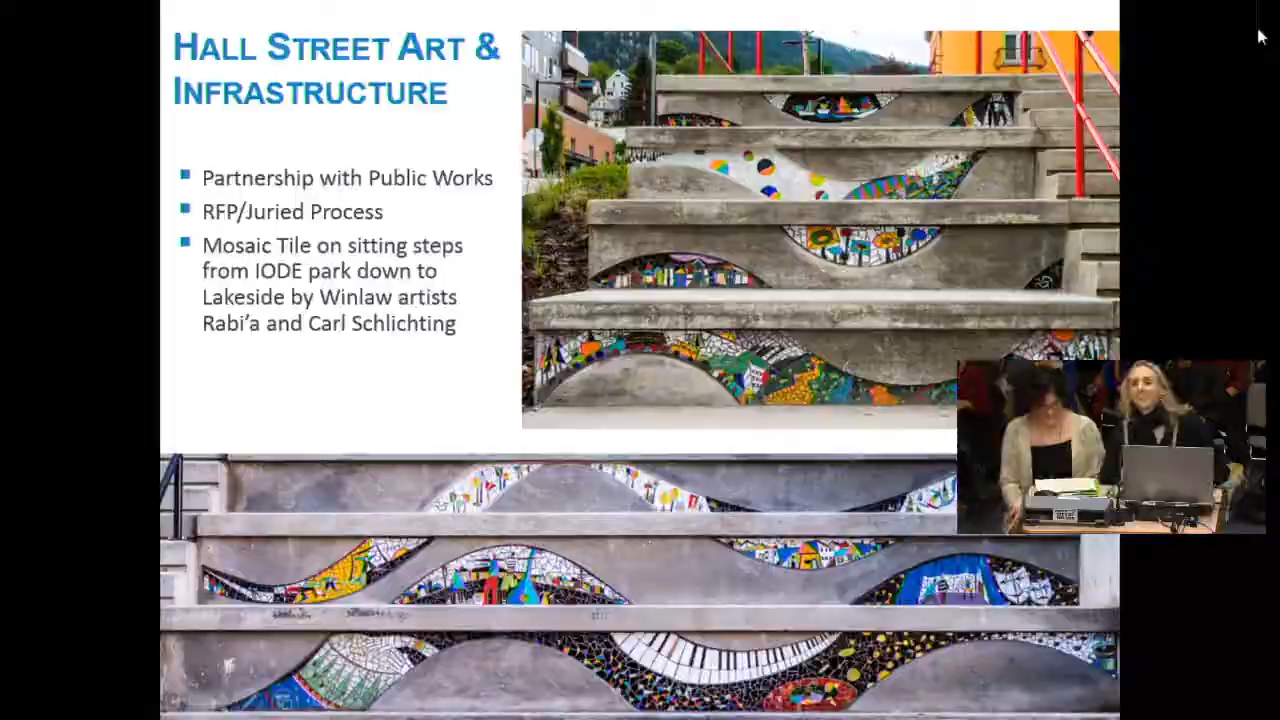 HALL STREET ART &
INFRASTRUCTURE
Partnership with Public Works
RFP/Juried Process
Mosaic Tile on sitting steps
from IODE park down to
Lakeside by Winlaw artists
Rabi’a and Carl Schlichting